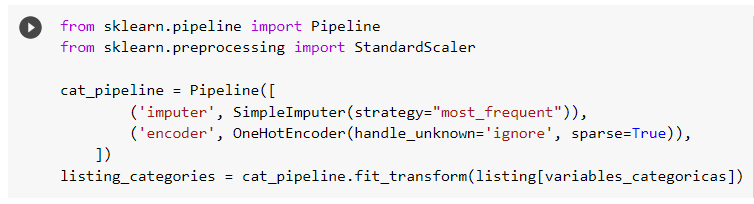 from sklearn.pipeline import Pipeline
from sklearn.preprocessing import StandardScaler

cat_pipeline = Pipeline([
        ('imputer', SimpleImputer(strategy="most_frequent")),
        ('encoder', OneHotEncoder(handle_unknown='ignore', sparse=True)),
    ])
listing_categories = cat_pipeline.fit_transform(listing[variables_categoricas])